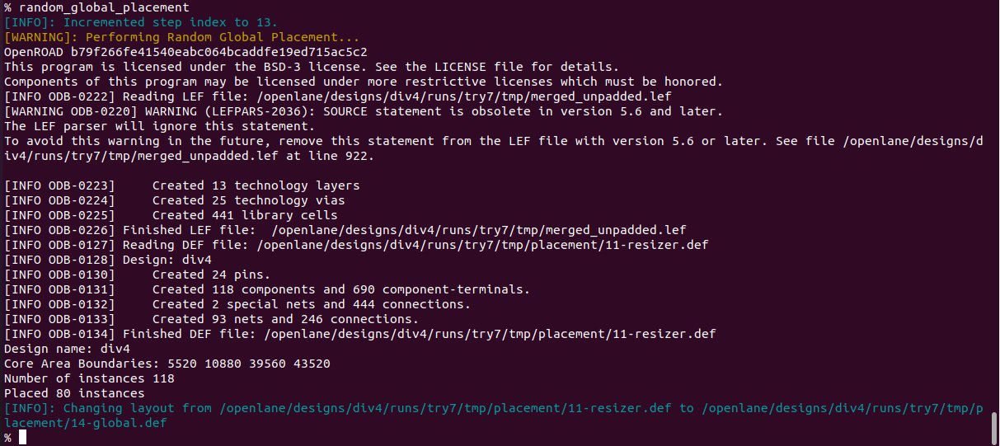 % random_global_placement
[INFO]: Incremented step index to 13.
[WARNING]: Performing Random Global Placement...
OpenROAD b79f266fe41540eabc064bcaddfe19ed715ac5c2
This program is licensed under the BSD-3 license. See the LICENSE file for details.
Components of this program may be licensed under more restrictive licenses which must be honored.
[INFO ODB-0222] Reading LEF file: /openlane/designs/div4/runs/try7/tmp/merged_unpadded.lef
[WARNING ODB-0220] WARNING (LEFPARS-2036): SOURCE statement is obsolete in version 5.6 and later.
The LEF parser will ignore this statement.
To avoid this warning in the future, remove this statement from the LEF file with version 5.6 or later. See file /openlane/designs/d
iv4/runs/try7/tmp/merged_unpadded.lef at line 922.
[INFO ODB-0223]     Created 13 technology layers
[INFO ODB-0224]     Created 25 technology vias
[INFO ODB-0225]     Created 441 library cells
[INFO ODB-0226] Finished LEF file:  /openlane/designs/div4/runs/try7/tmp/merged_unpadded.lef
[INFO ODB-0127] Reading DEF file: /openlane/designs/div4/runs/try7/tmp/placement/11-resizer.def
[INFO ODB-0128] Design: div4
[INFO ODB-0130]     Created 24 pins.
[INFO ODB-0131]     Created 118 components and 690 component-terminals.
[INFO ODB-0132]     Created 2 special nets and 444 connections.
[INFO ODB-0133]     Created 93 nets and 246 connections.
[INFO ODB-0134] Finished DEF file: /openlane/designs/div4/runs/try7/tmp/placement/11-resizer.def
Design name: div4
Core Area Boundaries: 5520 10880 39560 43520
Number of instances 118
Placed 80 instances
[INFO]: Changing layout from /openlane/designs/div4/runs/try7/tmp/placement/11-resizer.def to /openlane/designs/div4/runs/try7/tmp/p
lacement/14-global.def
%